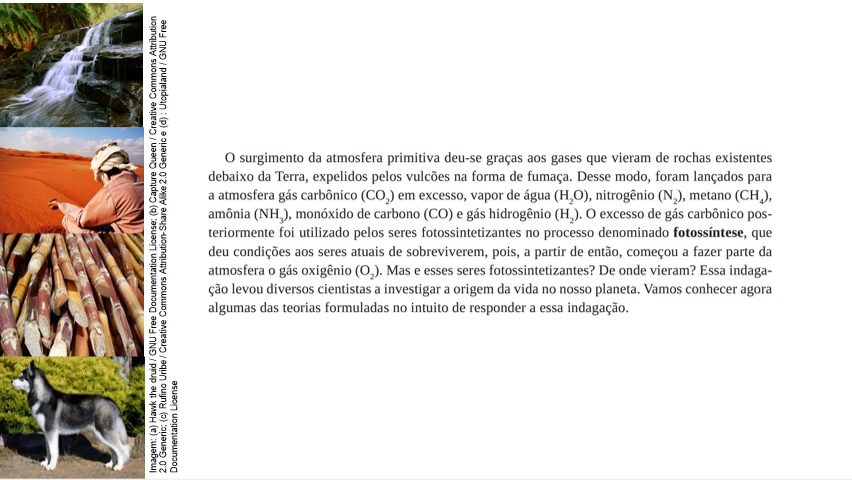 Imagem: (a) Hawk the druid / GNU Free Documentation License; (b) Capture Queen / Creative Commons Attribution
2.0 Generic; (c) Rufino Uribe / Creative Commons Attribution-Share Alike 2.0 Generic e (d) : Utopialand / GNU Free
Documentation License
O surgimento da atmosfera primitiva deu-se graças aos gases que vieram de rochas existentes
debaixo da Terra, expelidos pelos vulcões na forma de fumaça. Desse modo, foram lançados para
a atmosfera gás carbônico (CO₂) em excesso, vapor de água (H₂O), nitrogênio (N₂), metano (CH₄),
amônia (NH₃), monóxido de carbono (CO) e gás hidrogênio (H₂). O excesso de gás carbônico pos-
teriormente foi utilizado pelos seres fotossintetizantes no processo denominado fotossíntese, que
deu condições aos seres atuais de sobreviverem, pois, a partir de então, começou a fazer parte da
atmosfera o gás oxigênio (O₂). Mas e esses seres fotossintetizantes? De onde vieram? Essa indaga-
ção levou diversos cientistas a investigar a origem da vida no nosso planeta. Vamos conhecer agora
algumas das teorias formuladas no intuito de responder a essa indagação.